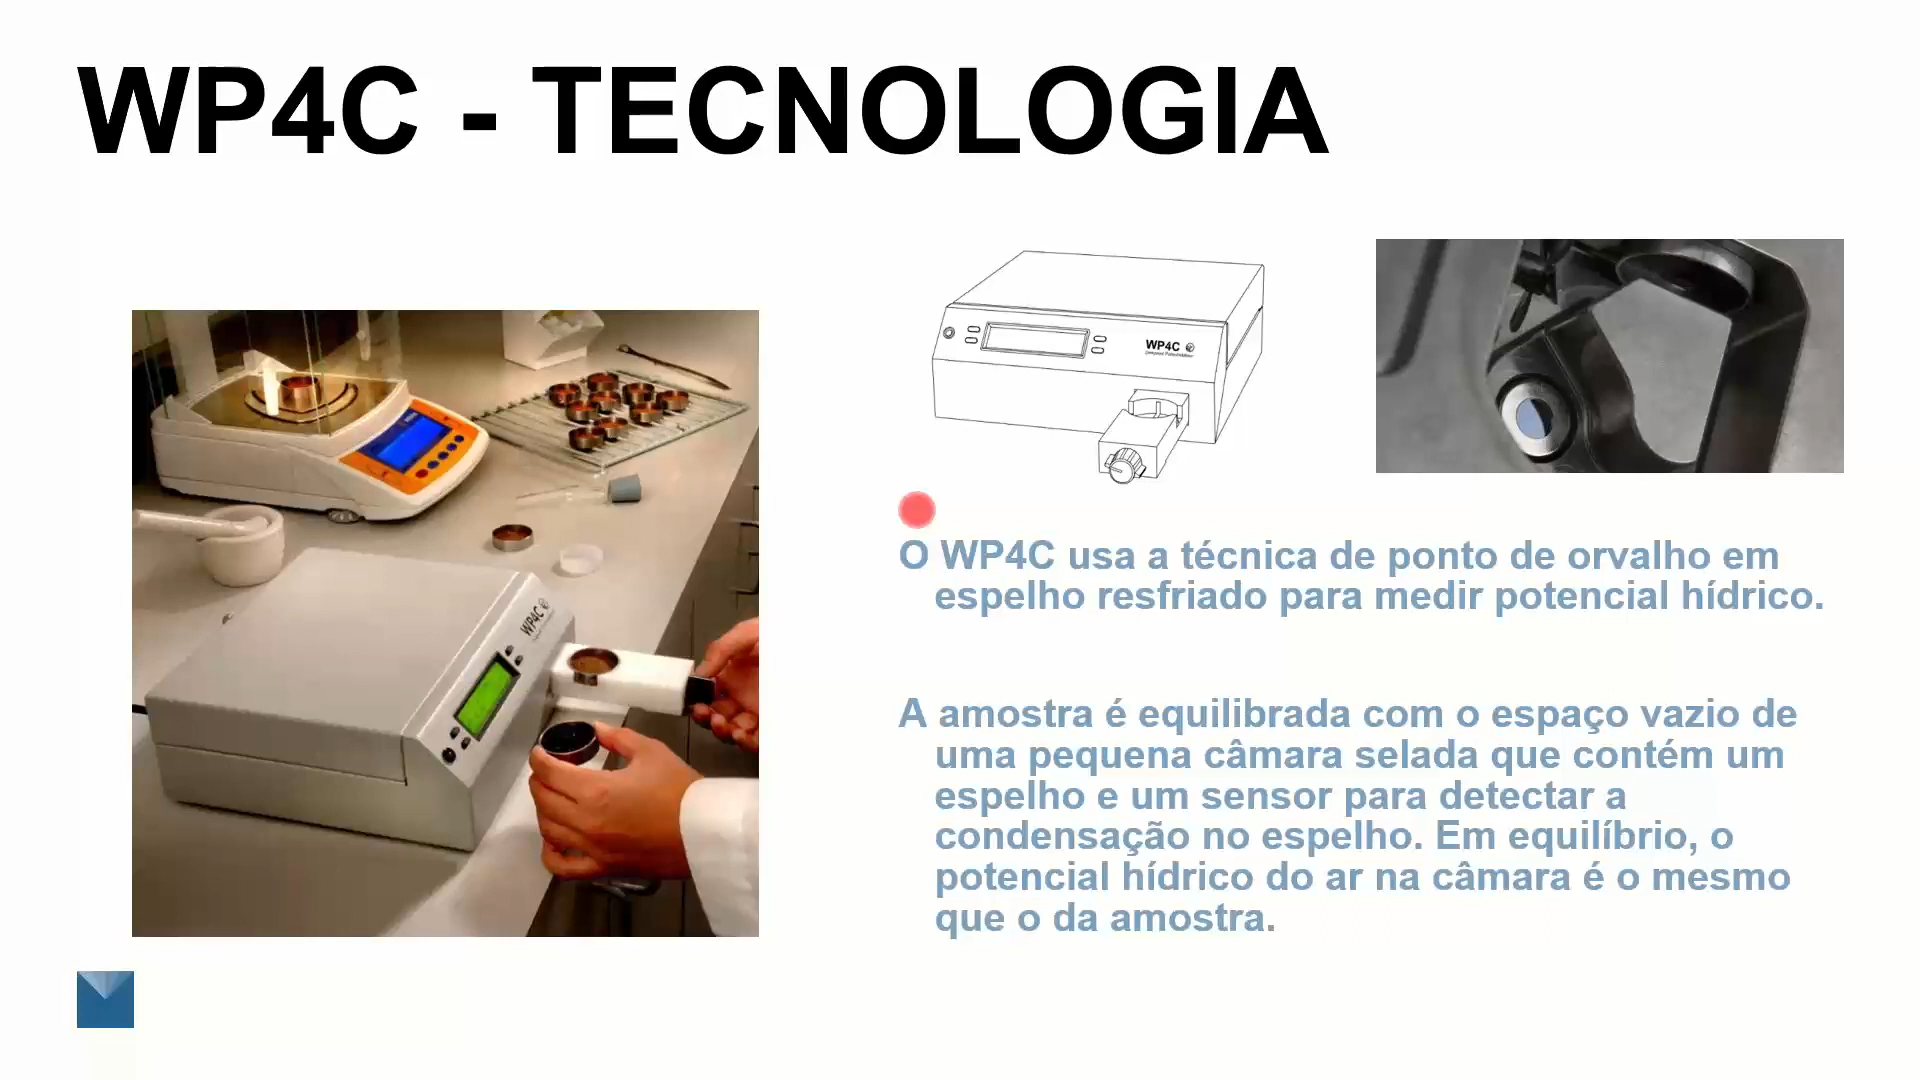 WP4C - TECNOLOGIA
WP4C
WP4C
O WP4C usa a técnica de ponto de orvalho em
espelho resfriado para medir potencial hídrico.
A amostra é equilibrada com o espaço vazio de
uma pequena câmara selada que contém um
espelho e um sensor para detectar a
condensação no espelho. Em equilíbrio, o
potencial hídrico do ar na câmara é o mesmo
que o da amostra.